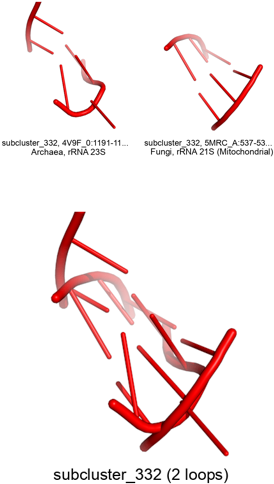 subcluster_332, 4V9F_0:1191-11...
Archaea, rRNA 23S
subcluster_332, 5MRC_A:537-53...
Fungi, rRNA 21S (Mitochondrial)
subcluster_332 (2 loops)